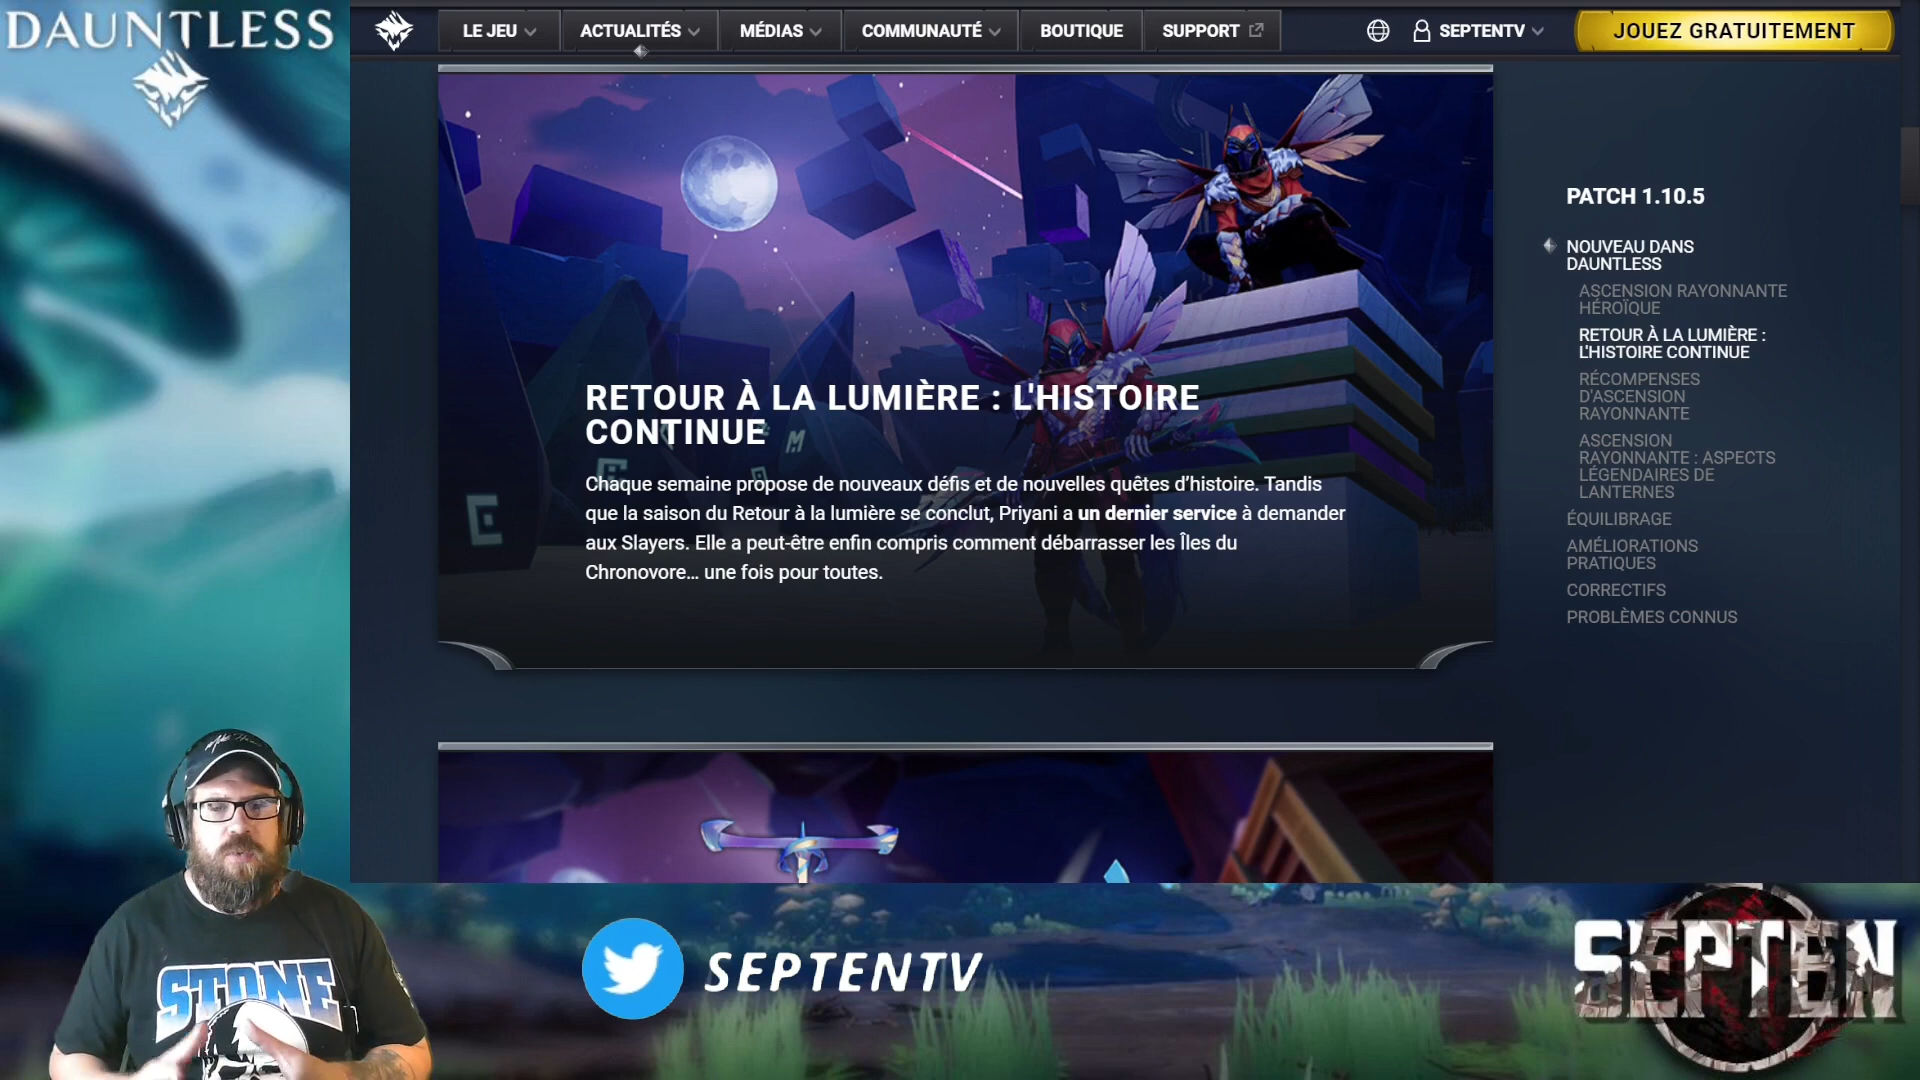 DAUNTLESS
LE JEU
ACTUALITÉS
MÉDIAS
COMMUNAUTÉ
BOUTIQUE
SUPPORT
SEPTENTV
JOUEZ GRATUITEMENT
RETOUR À LA LUMIÈRE : L'HISTOIRE
CONTINUE
Chaque semaine propose de nouveaux défis et de nouvelles quêtes d’histoire. Tandis
que la saison du Retour à la lumière se conclut, Priyani a un dernier service à demander
aux Slayers. Elle a peut-être enfin compris comment débarrasser les Îles du
Chronovore… une fois pour toutes.
PATCH 1.10.5
NOUVEAU DANS
DAUNTLESS
ASCENSION RAYONNANTE
HÉROÏQUE
RETOUR À LA LUMIÈRE :
L'HISTOIRE CONTINUE
RÉCOMPENSES
D'ASCENSION
RAYONNANTE
ASCENSION
RAYONNANTE : ASPECTS
LÉGENDAIRES DE
LANTERNES
ÉQUILIBRAGE
AMÉLIORATIONS
PRATIQUES
CORRECTIFS
PROBLÈMES CONNUS
STONE
SEPTENTV
SEPTEN